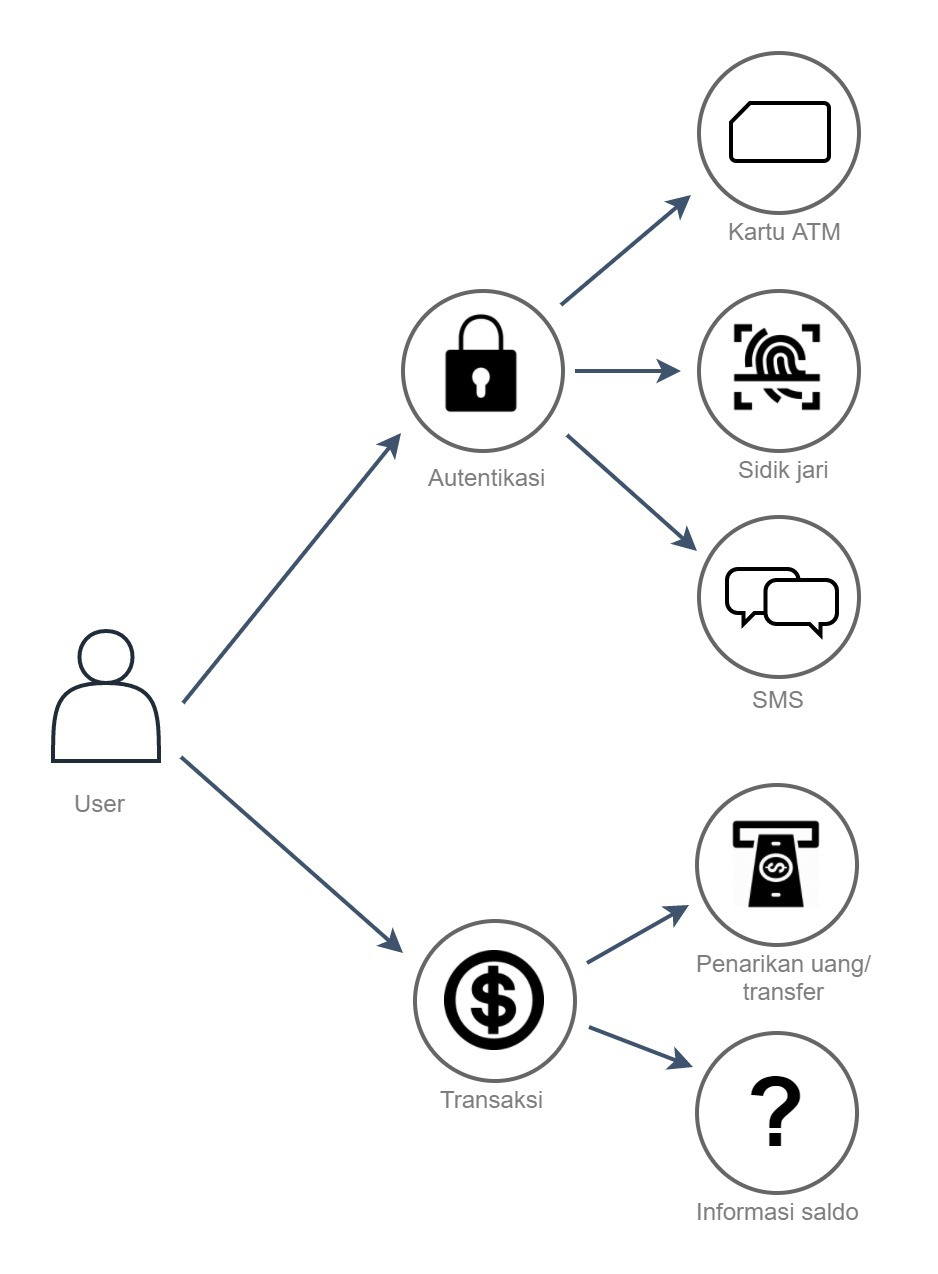 Kartu ATM
Sidik jari
Autentikasi
SMS
User
Penarikan uang/
transfer
Transaksi
?
Informasi saldo